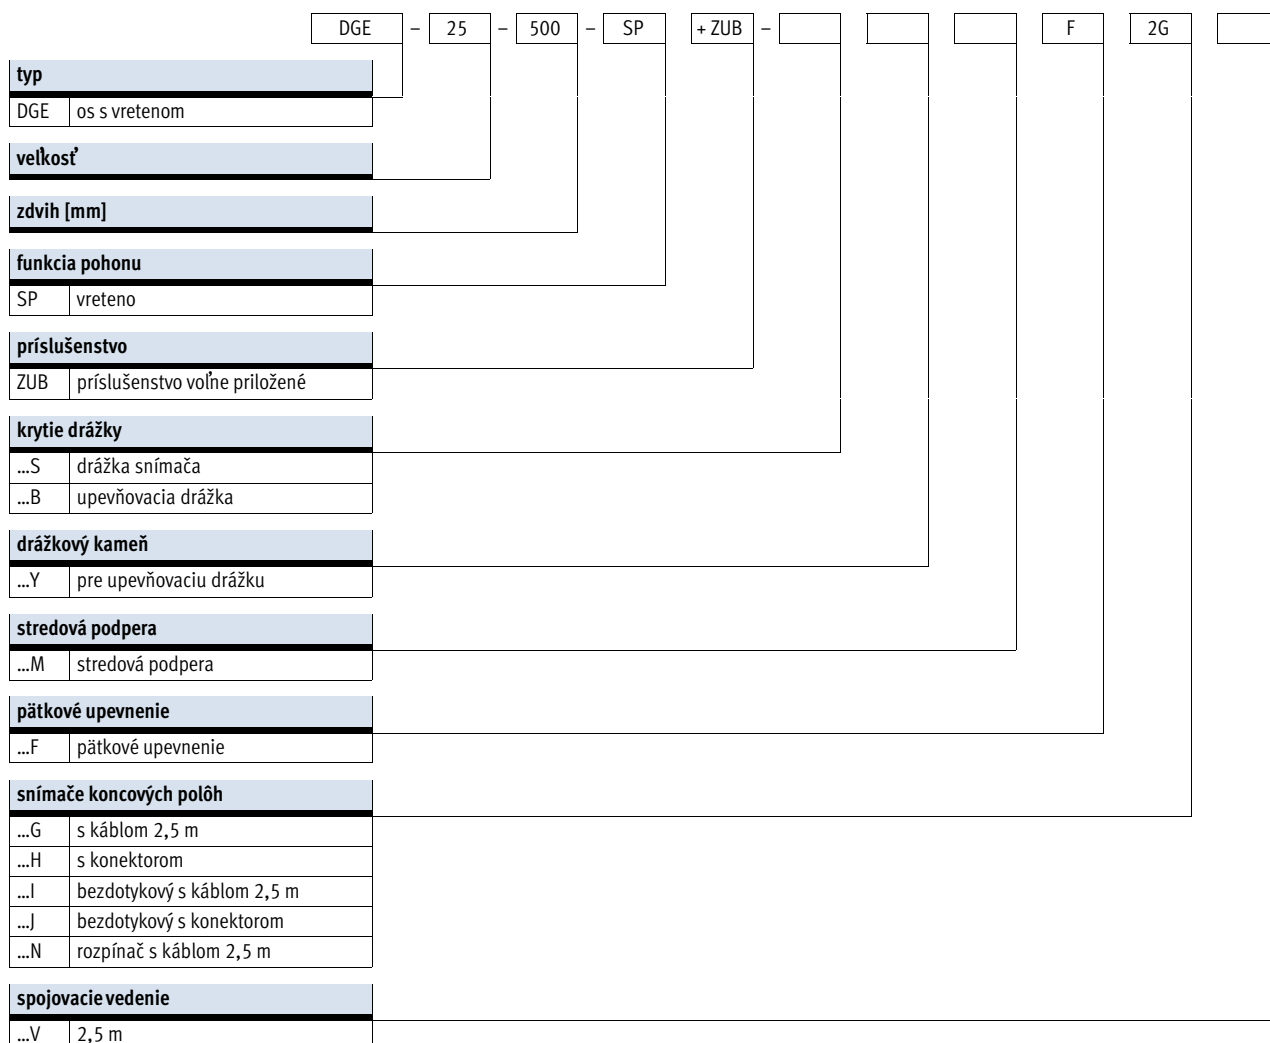 DGE – 25 – 500 – SP + ZUB – F 2G
typ
DGE os s vretenom
veľkosť
zdvih [mm]
funkcia pohonu
SP vreteno
príslušenstvo
ZUB príslušenstvo voľne priložené
krytie drážky
...S drážka snímača
...B upevňovacia drážka
drážkový kameň
...Y pre upevňovaciu drážku
stredová podpera
...M stredová podpera
pätkové upevnenie
...F pätkové upevnenie
snímače koncových polôh
...G s káblom 2,5 m
...H s konektorom
...I bezdotykový s káblom 2,5 m
...J bezdotykový s konektorom
...N rozpínač s káblom 2,5 m
spojovacie vedenie
...V 2,5 m